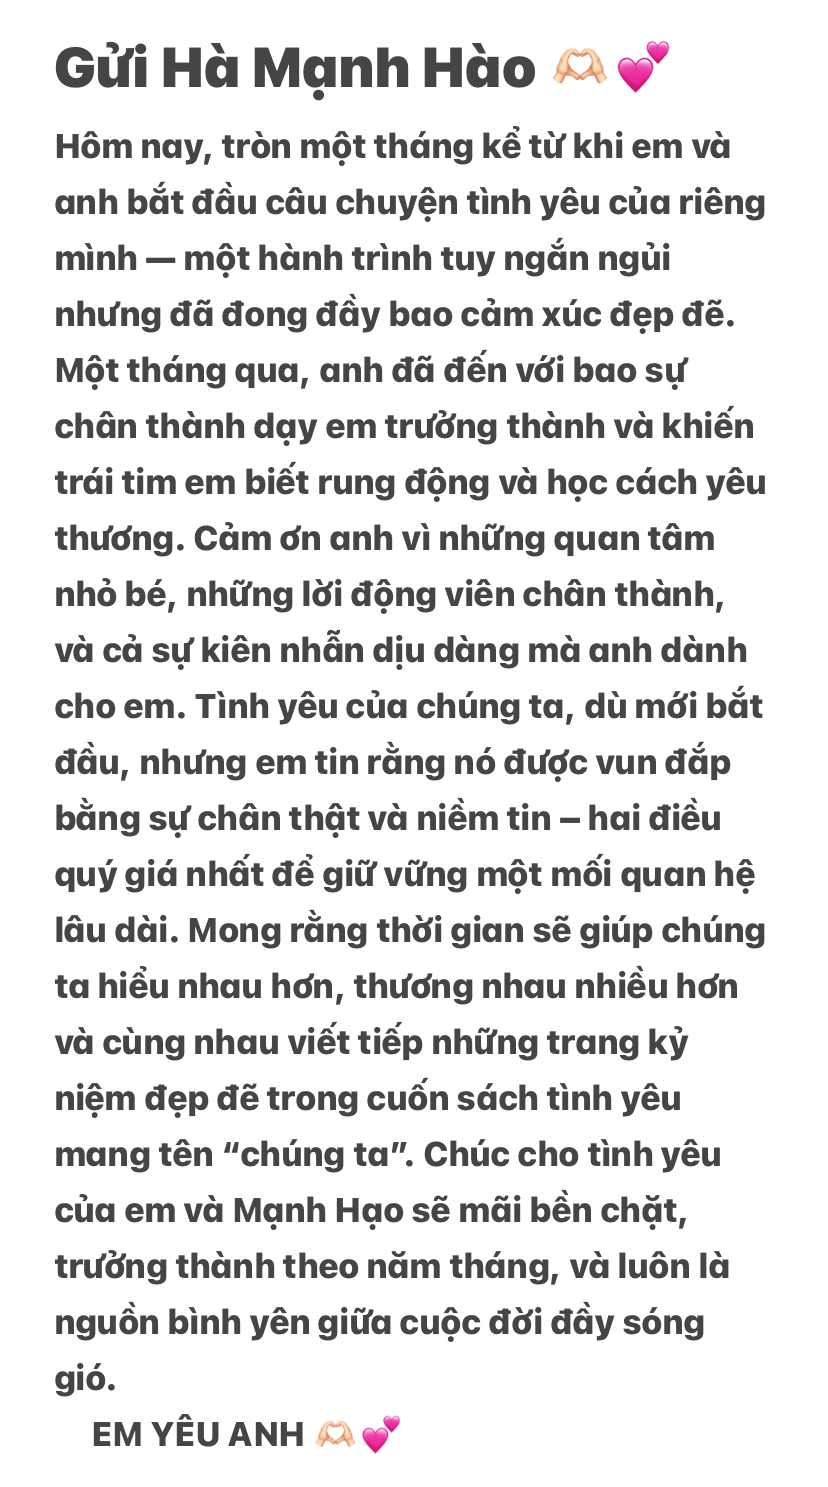 Gửi Hà Mạnh Hào 🫶🏻💕
Hôm nay, tròn một tháng kể từ khi em và
anh bắt đầu câu chuyện tình yêu của riêng
mình — một hành trình tuy ngắn ngủi
nhưng đã đong đầy bao cảm xúc đẹp đẽ.
Một tháng qua, anh đã đến với bao sự
chân thành dạy em trưởng thành và khiến
trái tim em biết rung động và học cách yêu
thương. Cảm ơn anh vì những quan tâm
nhỏ bé, những lời động viên chân thành,
và cả sự kiên nhẫn dịu dàng mà anh dành
cho em. Tình yêu của chúng ta, dù mới bắt
đầu, nhưng em tin rằng nó được vun đắp
bằng sự chân thật và niềm tin – hai điều
quý giá nhất để giữ vững một mối quan hệ
lâu dài. Mong rằng thời gian sẽ giúp chúng
ta hiểu nhau hơn, thương nhau nhiều hơn
và cùng nhau viết tiếp những trang kỷ
niệm đẹp đẽ trong cuốn sách tình yêu
mang tên “chúng ta”. Chúc cho tình yêu
của em và Mạnh Hạo sẽ mãi bền chặt,
trưởng thành theo năm tháng, và luôn là
nguồn bình yên giữa cuộc đời đầy sóng
gió.
EM YÊU ANH 🫶🏻💕